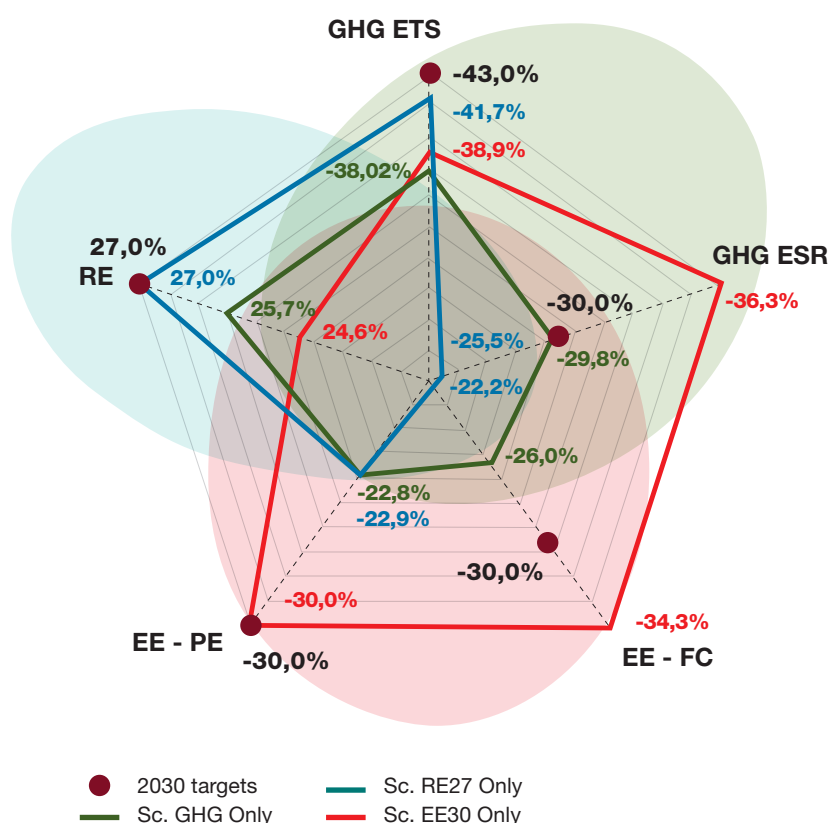 GHG ETS
-43,0%
-41,7%
-38,9%
-38,02%
27,0%
RE
27,0%
25,7%
24,6%
GHG ESR
-36,3%
-30,0%
-29,8%
-25,5%
-22,2%
-26,0%
-22,8%
-22,9%
-30,0%
-30,0%
EE - PE
-30,0%
-34,3%
EE - FC
2030 targets
Sc. RE27 Only
Sc. GHG Only
Sc. EE30 Only